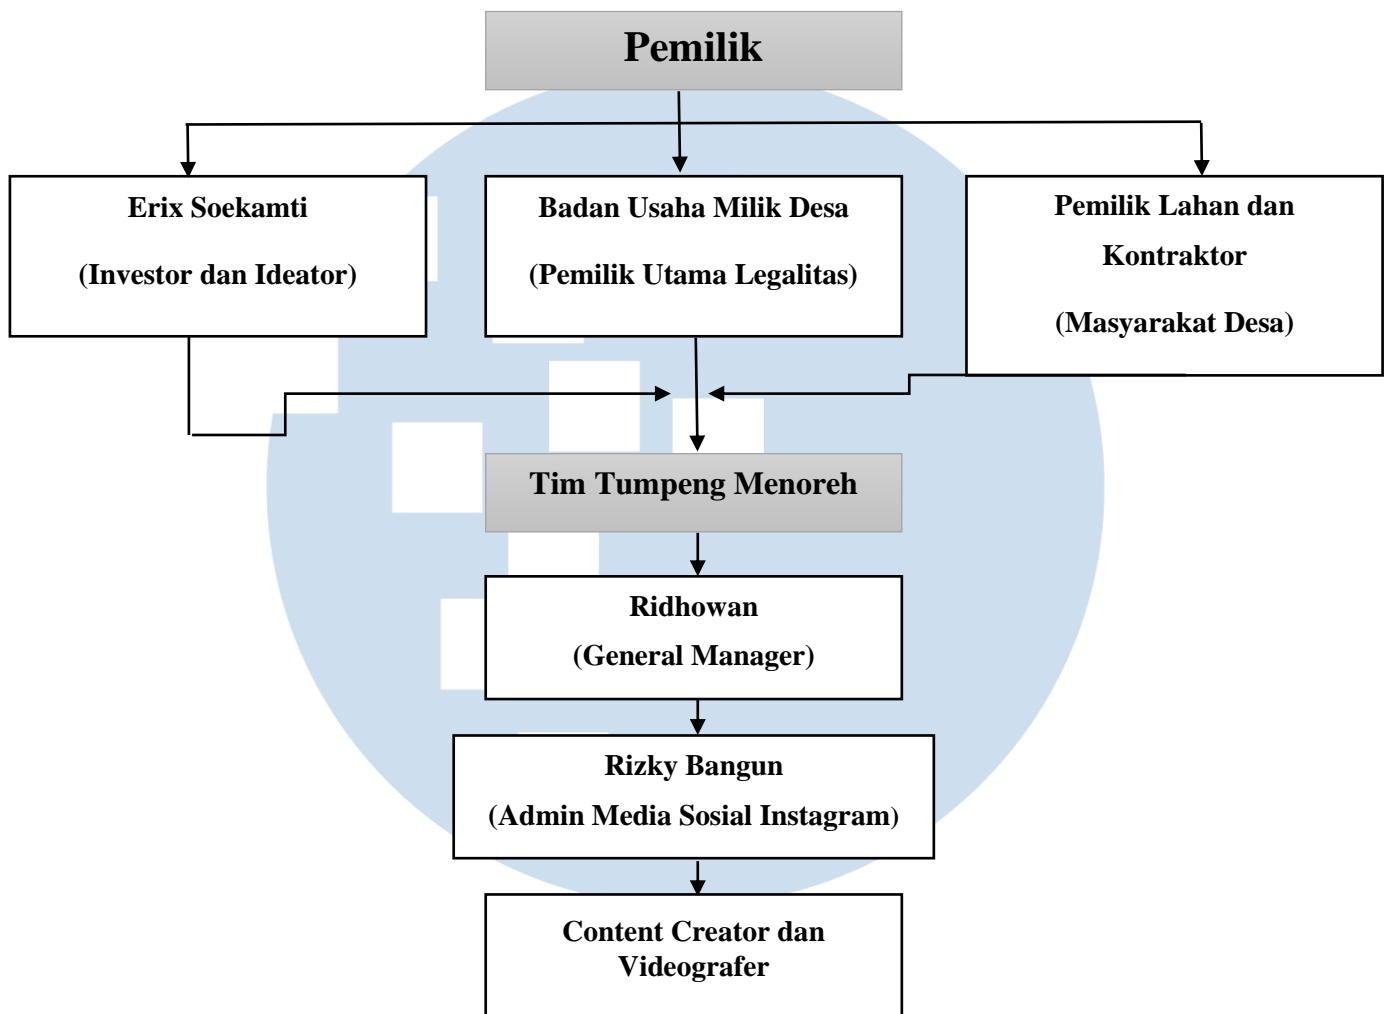 Pemilik
Erix Soekamti
(Investor dan Ideator)
Badan Usaha Milik Desa
(Pemilik Utama Legalitas)
Pemilik Lahan dan
Kontraktor
(Masyarakat Desa)
Tim Tumpeng Menoreh
Ridhowan
(General Manager)
Rizky Bangun
(Admin Media Sosial Instagram)
Content Creator dan
Videografer